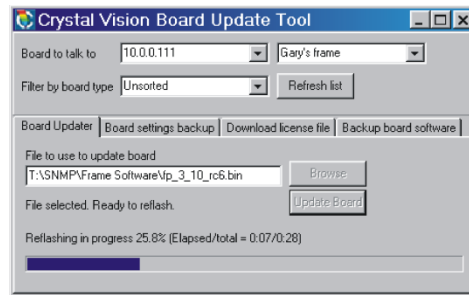 Crystal Vision Board Update Tool
Board to talk to 10.0.0.111 Gary's frame
Filter by board type Unsorted Refresh list
Board Updater Board settings backup Download license file Backup board software
File to use to update board
T:\SNMP\Frame Software\fp_3_10_rc6.bin Browse
File selected. Ready to reflash. Update Board
Reflashing in progress 25.8% (Elapsed/total = 0:07/0:28)